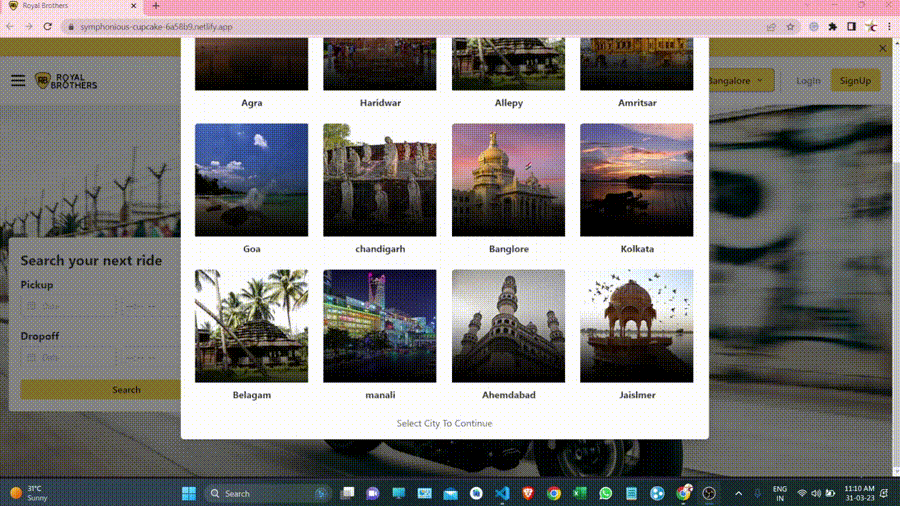 Royal Brothers
symphonious-cupcake-6a58b9.netlify.app
ROYAL
BROTHERS
Bangalore
Login
SignUp
Agra
Haridwar
Allepy
Amritsar
Goa
chandigarh
Banglore
Kolkata
Search your next ride
Pickup
Date
Dropoff
Date
Search
Belagam
manali
Ahemdabad
Jaislmer
Select City To Continue
31°C
Sunny
Search
ENG
IN
11:10 AM
31-03-23